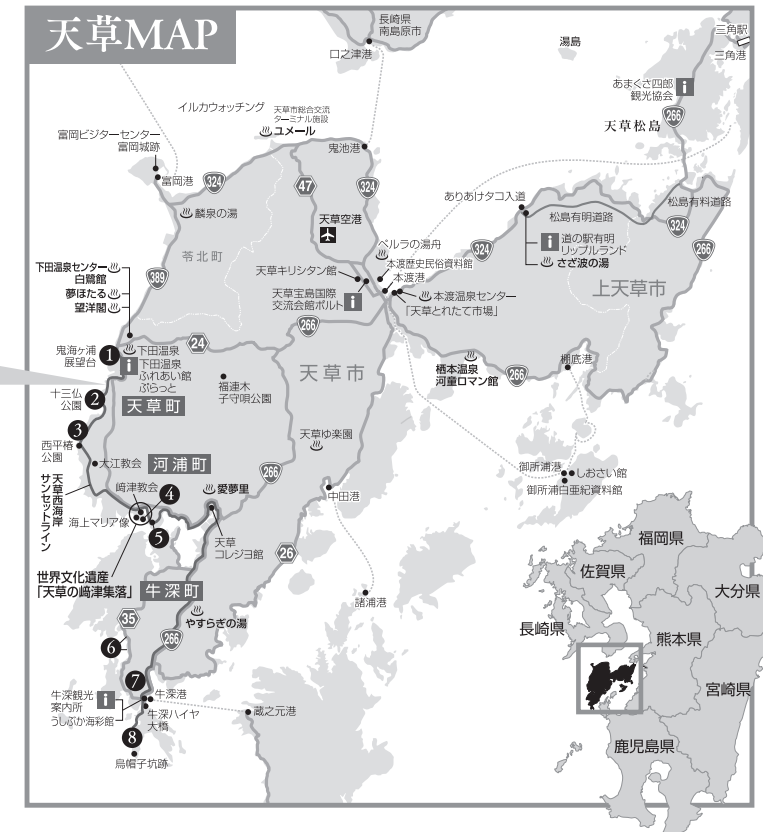 天草MAP
長崎県
南島原市
口之津港
湯島
三角駅
三角港
あまくさ四郎
観光協会
i
266
天草松島
イルカウォッチング
天草市総合交流
ターミナル施設
ユメール
富岡ビジターセンター
富岡城跡
富岡港
324
鬼池港
47
324
麟泉の湯
天草空港
ありあけタコ入道
松島有明道路
松島有料道路
324
266
苓北町
ペルラの湯舟
324
i
道の駅有明
リップルランド
さざ波の湯
本渡歴史民俗資料館
本渡港
天草キリシタン館
下田温泉センター
白鷺館
夢ほたる
望洋閣
389
天草宝島国際
交流会館ポルト
i
本渡温泉センター
「天草とれたて市場」
上天草市
266
24
鬼海ヶ浦
展望台
1
下田温泉
i
下田温泉
ふれあい館
ぷらっと
天草市
栖本温泉
河童ロマン館
266
棚底港
福連木
子守唄公園
十三仏
公園
2
天草町
3
西平椿
公園
天草ゆ楽園
大江教会
河浦町
266
御所浦港
しおさい館
御所浦白亜紀資料館
天草西海岸
サンセットライン
﨑津教会
4
愛夢里
中田港
海上マリア像
5
天草
コレジヨ館
26
世界文化遺産
「天草の﨑津集落」
牛深町
諸浦港
35
やすらぎの湯
266
6
7
牛深観光
案内所
i
うしぶか海彩館
牛深港
牛深ハイヤ
大橋
蔵之元港
8
烏帽子坑跡
福岡県
佐賀県
大分県
長崎県
熊本県
宮崎県
鹿児島県